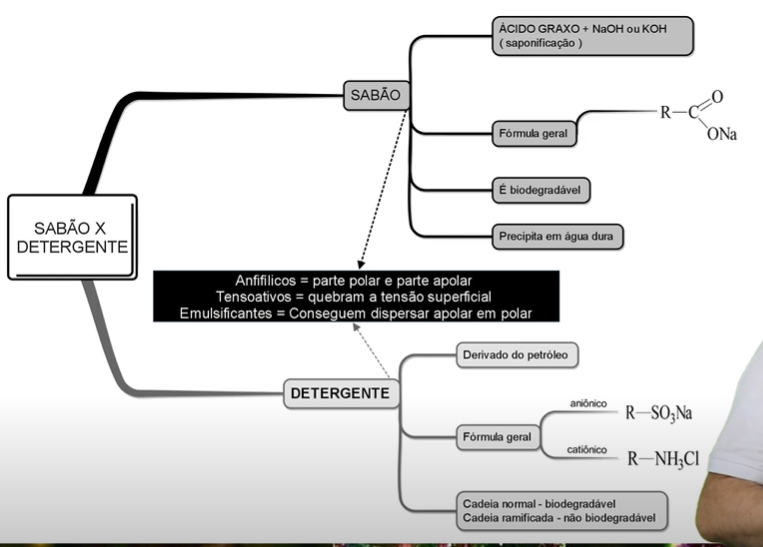 SABÃO X
DETERGENTE
SABÃO
ÁCIDO GRAXO + NaOH ou KOH
( saponificação )
Fórmula geral
R—C
O
ONa
É biodegradável
Precipita em água dura
Anfifílicos = parte polar e parte apolar
Tensoativos = quebram a tensão superficial
Emulsificantes = Conseguem dispersar apolar em polar
DETERGENTE
Derivado do petróleo
Fórmula geral
aniônico
R—SO₃Na
catiônico
R—NH₃Cl
Cadeia normal - biodegradável
Cadeia ramificada - não biodegradável